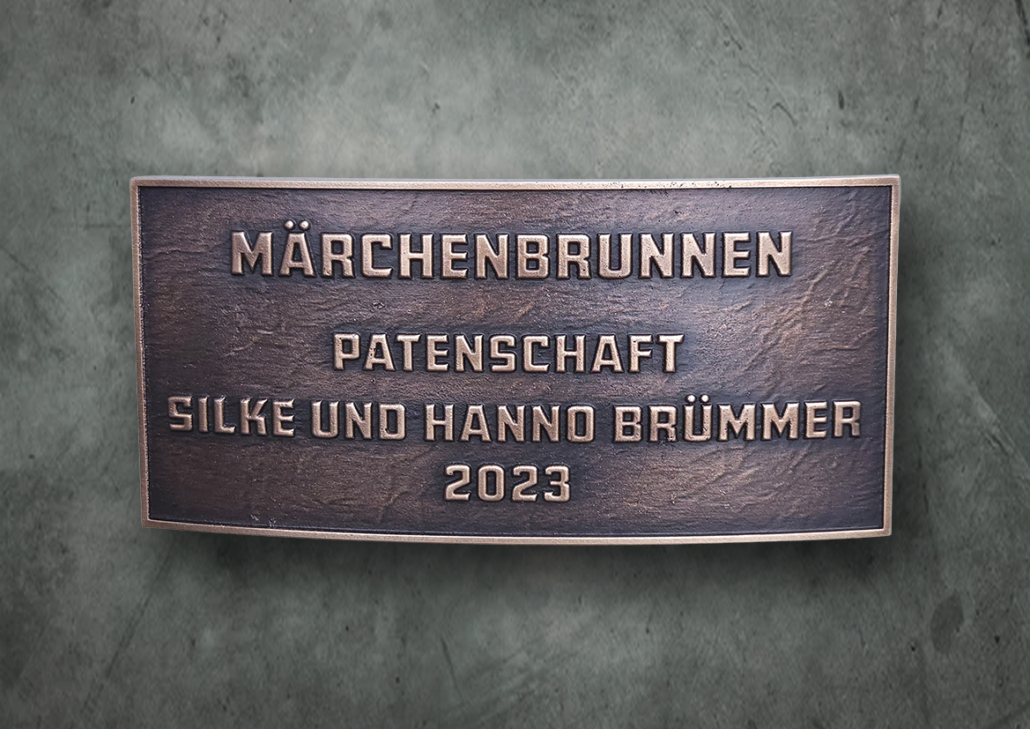 MÄRCHENBRUNNEN
PATENSCHAFT
SILKE UND HANNO BRÜMMER
2023